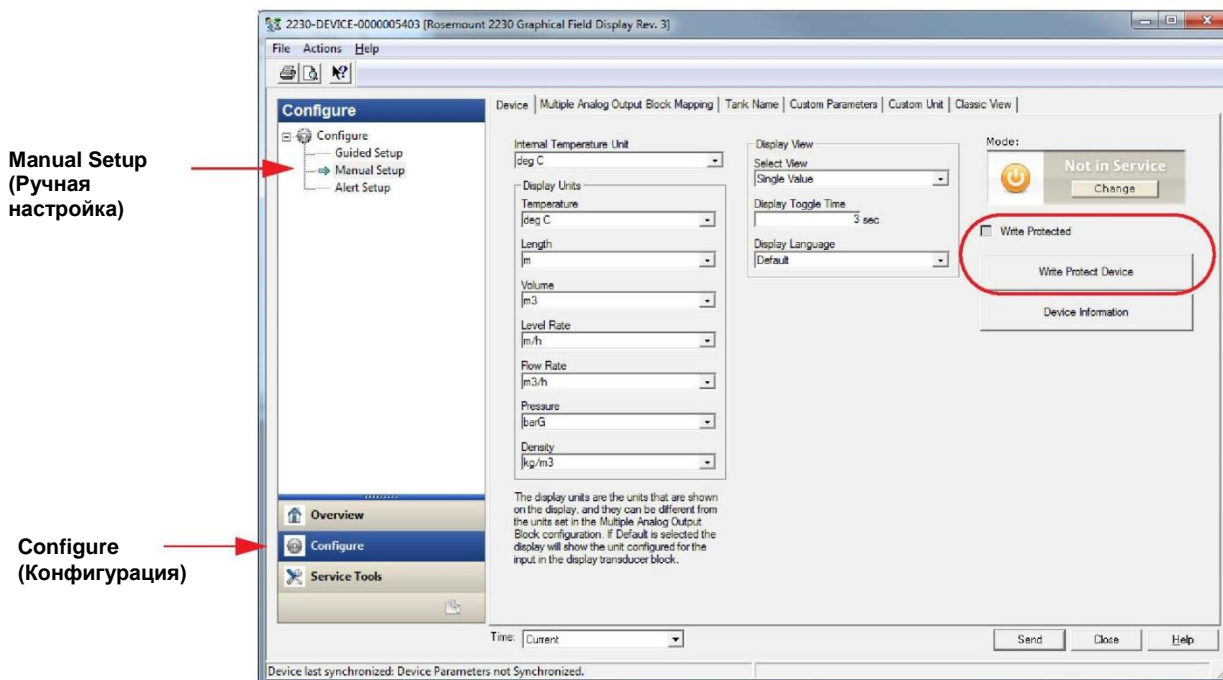 2230-DEVICE-0000005403 [Rosemount 2230 Graphical Field Display Rev. 3]
File Actions Help
Configure
Configure
Guided Setup
Manual Setup
Alert Setup
Manual Setup
(Ручная
настройка)
Overview
Configure
Service Tools
Configure
(Конфигурация)
Device Multiple Analog Output Block Mapping Tank Name Custom Parameters Custom Unit Classic View
Internal Temperature Unit
deg C
Display Units
Temperature
deg C
Length
m
Volume
m3
Level Rate
m/h
Flow Rate
m3/h
Pressure
barG
Density
kg/m3
The display units are the units that are shown
on the display, and they can be different from
the units set in the Multiple Analog Output
Block configuration. If Default is selected the
display will show the unit configured for the
input in the display transducer block.
Display View
Select View
Single Value
Display Toggle Time
3 sec
Display Language
Default
Mode:
Not in Service
Change
Write Protected
Write Protect Device
Device Information
Time: Current
Send Close Help
Device last synchronized: Device Parameters not Synchronized.